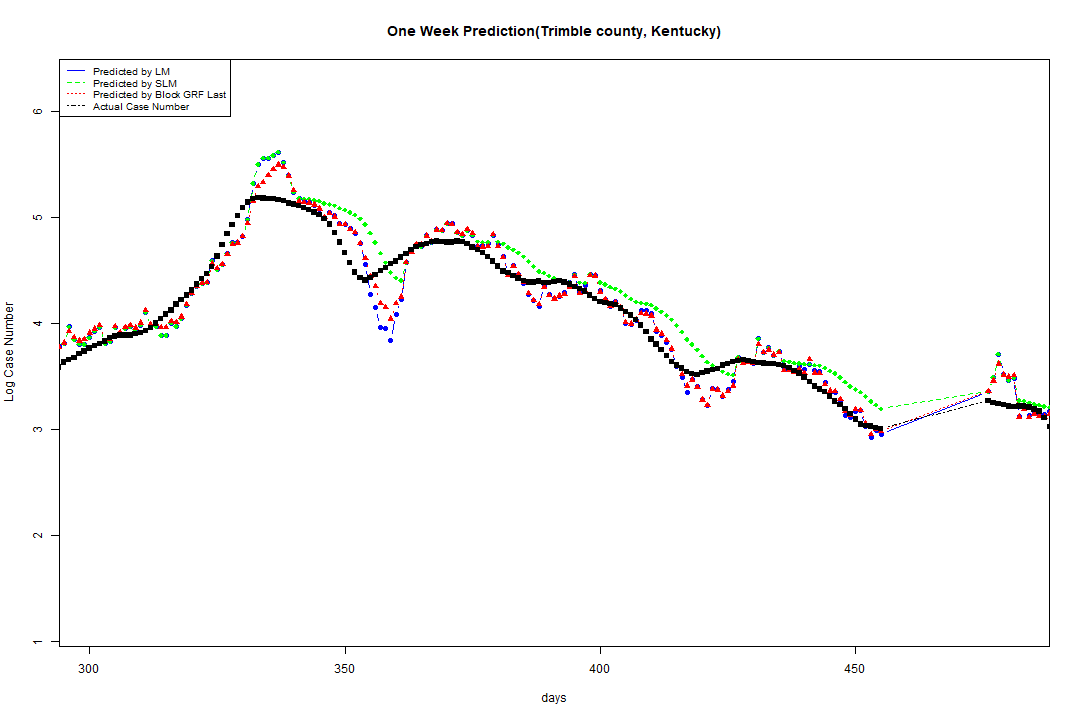 One Week Prediction(Trimble county, Kentucky)
Predicted by LM
Predicted by SLM
Predicted by Block GRF Last
Actual Case Number
Log Case Number
6
5
4
3
2
1
300 350 400 450
days